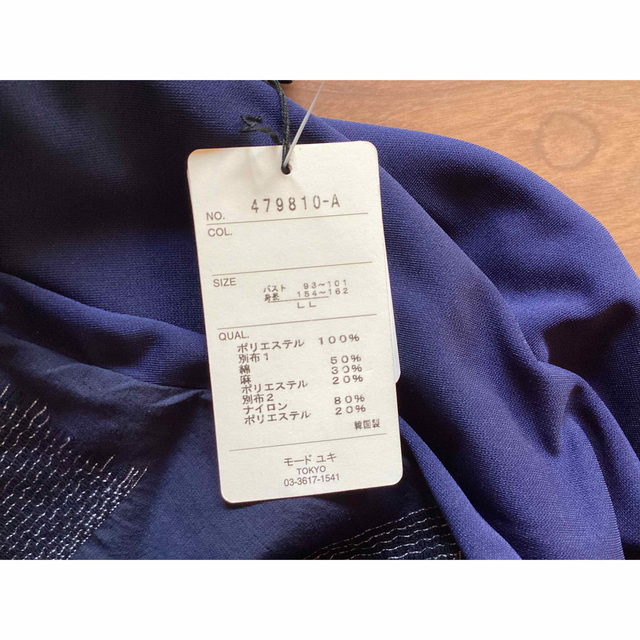 NO. 479810-A
COL.
SIZE
バスト 93~101
身長 154~162
LL
QUAL.
ポリエステル 100%
別布1
綿 50%
麻 30%
ポリエステル 20%
別布2
ナイロン 80%
ポリエステル 20%
韓国製
モード ユキ
TOKYO
03-3617-1541